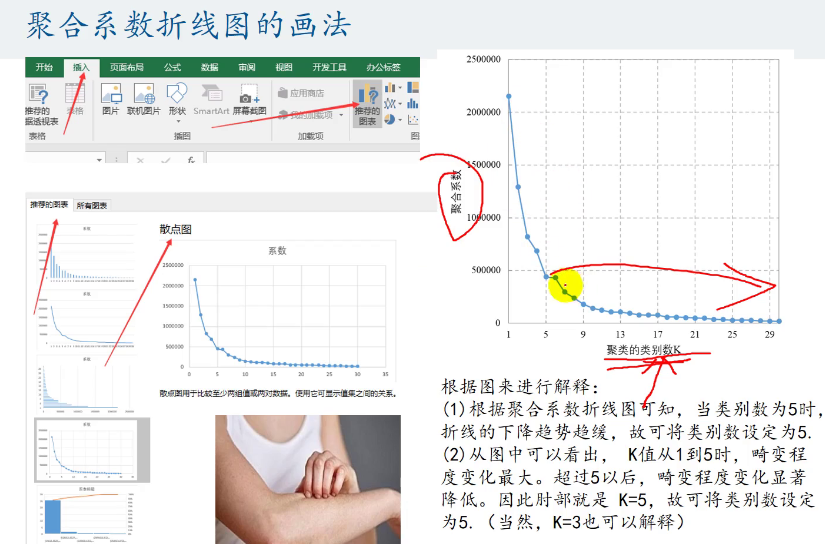 聚合系数折线图的画法
开始 插入 页面布局 公式 数据 审阅 视图 开发工具 办公标签
推荐的 表格 图片 联机图片 形状 SmartArt 屏幕截图 应用商店 推荐的
据透视表 我的加载项 图表
表格 插图 加载项
推荐的图表 所有图表
散点图
系数
2500000
2000000
1500000
1000000
500000
0
0 5 10 15 20 25 30 35
散点图用于比较至少两组值或两对数据。使用它可显示值集之间的关系。
2500000
2000000
1500000
1000000
500000
0
聚合系数
1 5 9 13 17 21 25 29
聚类的类别数K
根据图来进行解释：
(1)根据聚合系数折线图可知，当类别数为5时，
折线的下降趋势趋缓，故可将类别数设定为5.
(2)从图中可以看出， K值从1到5时，畸变程
度变化最大。超过5以后，畸变程度变化显著
降低。因此肘部就是 K=5，故可将类别数设定
为5.（当然，K=3也可以解释）